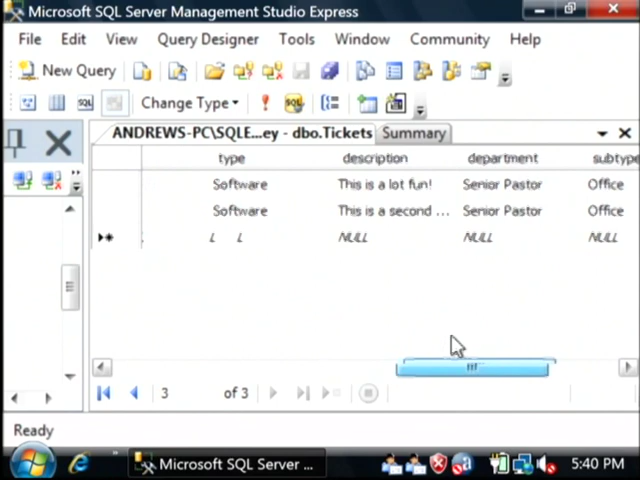 Microsoft SQL Server Management Studio Express
File Edit View Query Designer Tools Window Community Help
New Query
SQL Change Type
ANDREWS-PC\SQLE...ey - dbo.Tickets Summary
type description department subtype
Software This is a lot fun! Senior Pastor Office
Software This is a second ... Senior Pastor Office
NULL NULL NULL
3 of 3
Ready
Microsoft SQL Server ... 5:40 PM